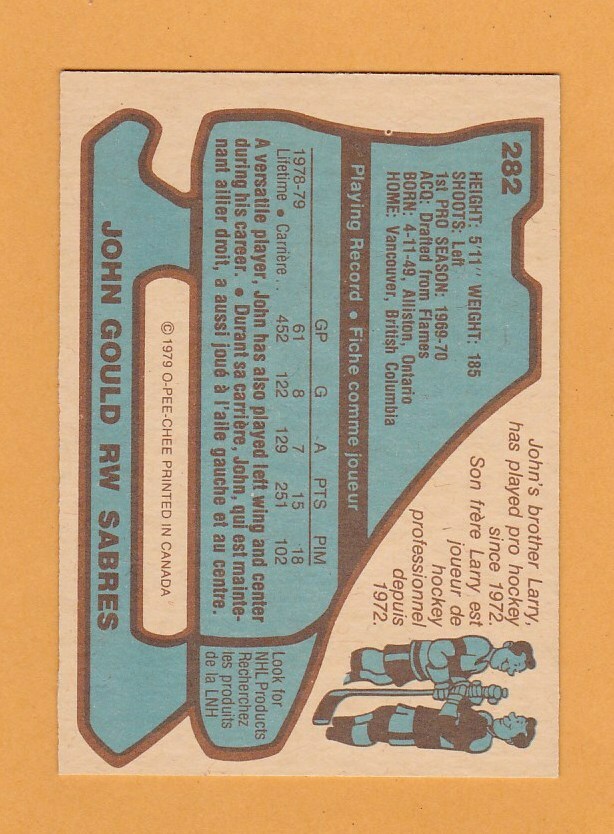 282
HEIGHT: 5'11" WEIGHT: 185
SHOOTS: Left
1st PRO SEASON: 1969-70
ACQ: Drafted from Flames
BORN: 4-11-49, Alliston, Ontario
HOME: Vancouver, British Columbia
John's brother Larry,
has played pro hockey
since 1972.
Son frère Larry, est
joueur de
hockey
professionnel
depuis
1972.
Playing Record • Fiche comme joueur
GP G A PTS PIM
1978-79 61 8 7 15 18
Lifetime • Carrière . . 452 122 129 251 102
A versatile player, John has also played left wing and center
during his career. • Durant sa carrière, John, qui est mainte-
nant ailier droit, a aussi joué à l'aile gauche et au centre.
Look for
NHL Products
Recherchez
les produits
de la LNH
© 1979 O-PEE-CHEE PRINTED IN CANADA
JOHN GOULD RW SABRES